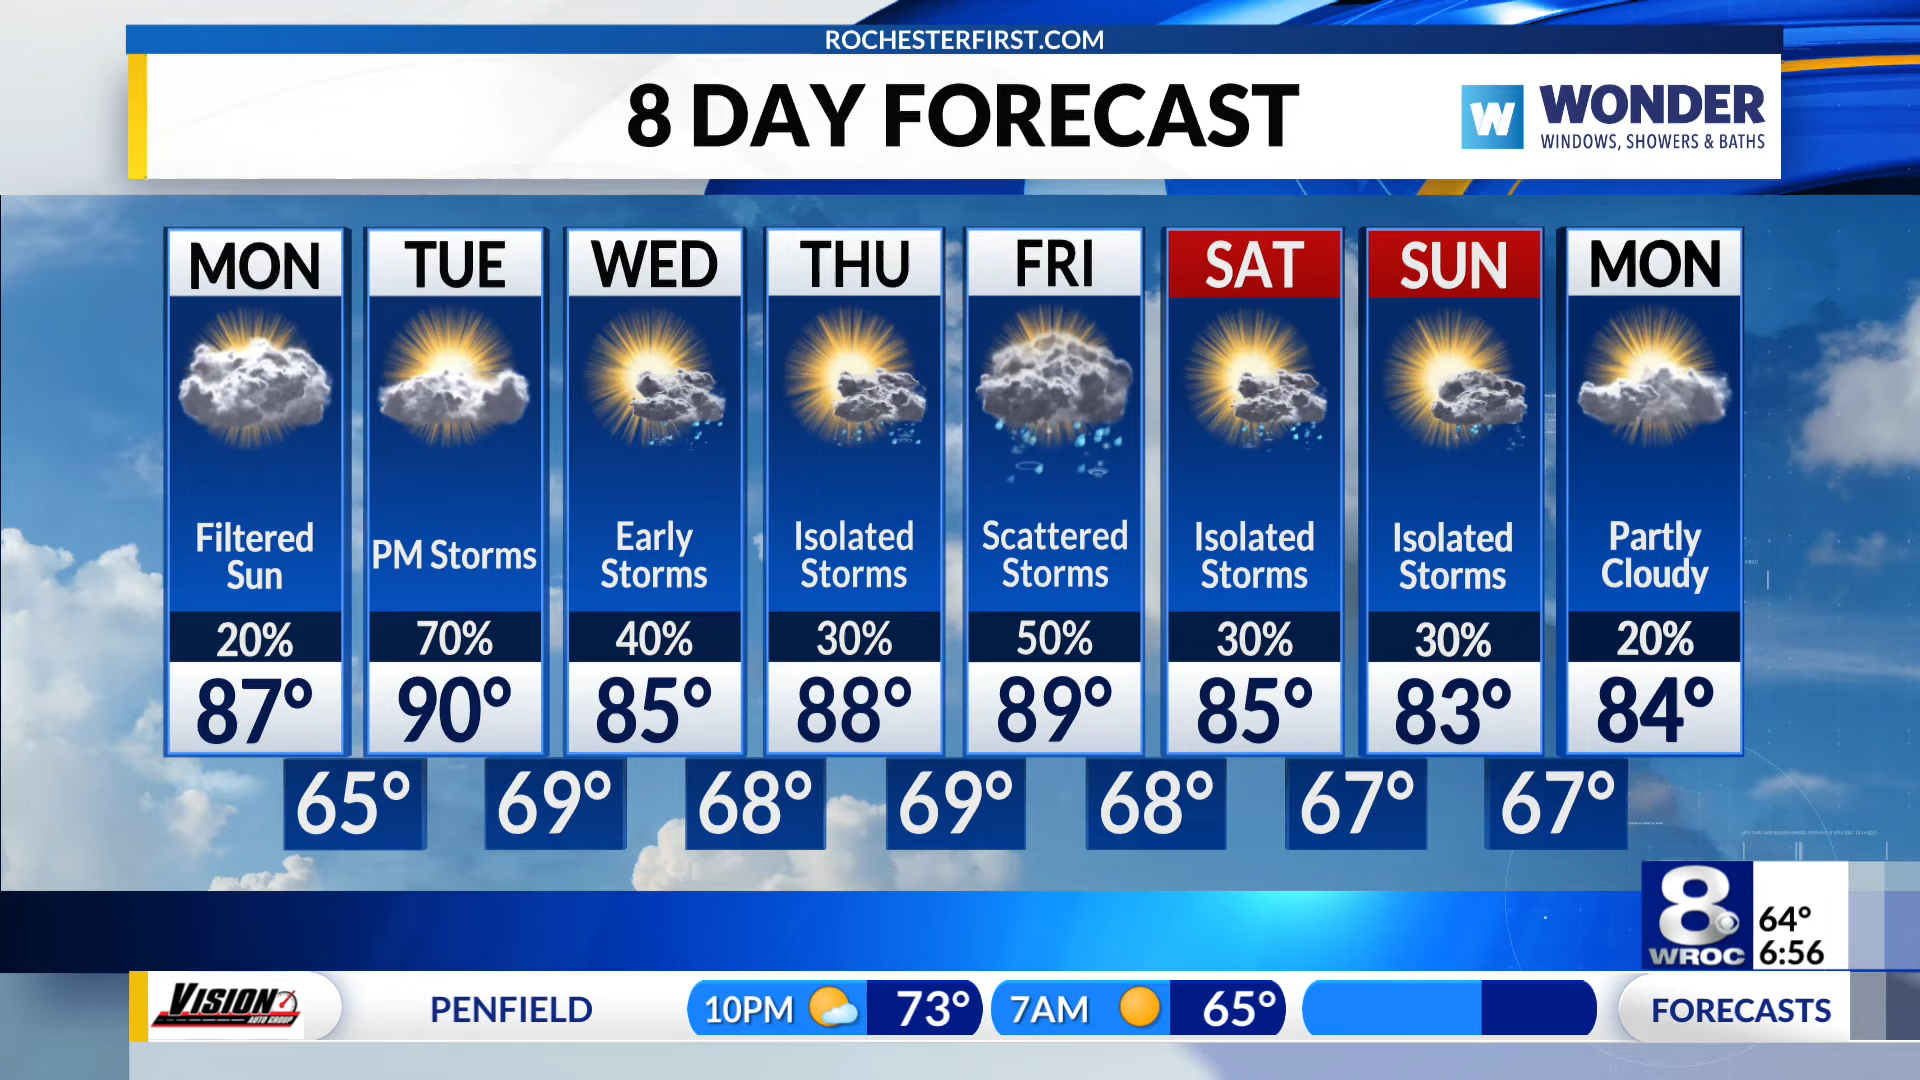 ROCHESTERFIRST.COM
8 DAY FORECAST
W WONDER
WINDOWS, SHOWERS & BATHS
MON TUE WED THU FRI SAT SUN MON
Filtered Sun
PM Storms
Early Storms
Isolated Storms
Scattered Storms
Isolated Storms
Isolated Storms
Partly Cloudy
20% 70% 40% 30% 50% 30% 30% 20%
87° 90° 85° 88° 89° 85° 83° 84°
65° 69° 68° 69° 68° 67° 67°
8
WROC
64°
6:56
VISION
AUTO GROUP
PENFIELD 10PM 73° 7AM 65° FORECASTS